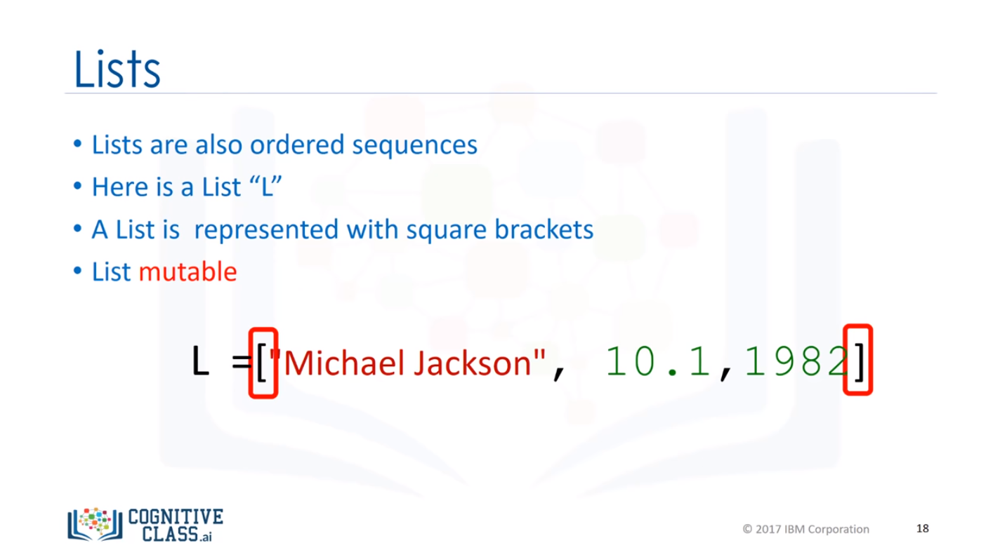 Lists
• Lists are also ordered sequences
• Here is a List “L”
• A List is  represented with square brackets
• List mutable
L =["Michael Jackson", 10.1,1982]
COGNITIVE
CLASS.ai
© 2017 IBM Corporation
18